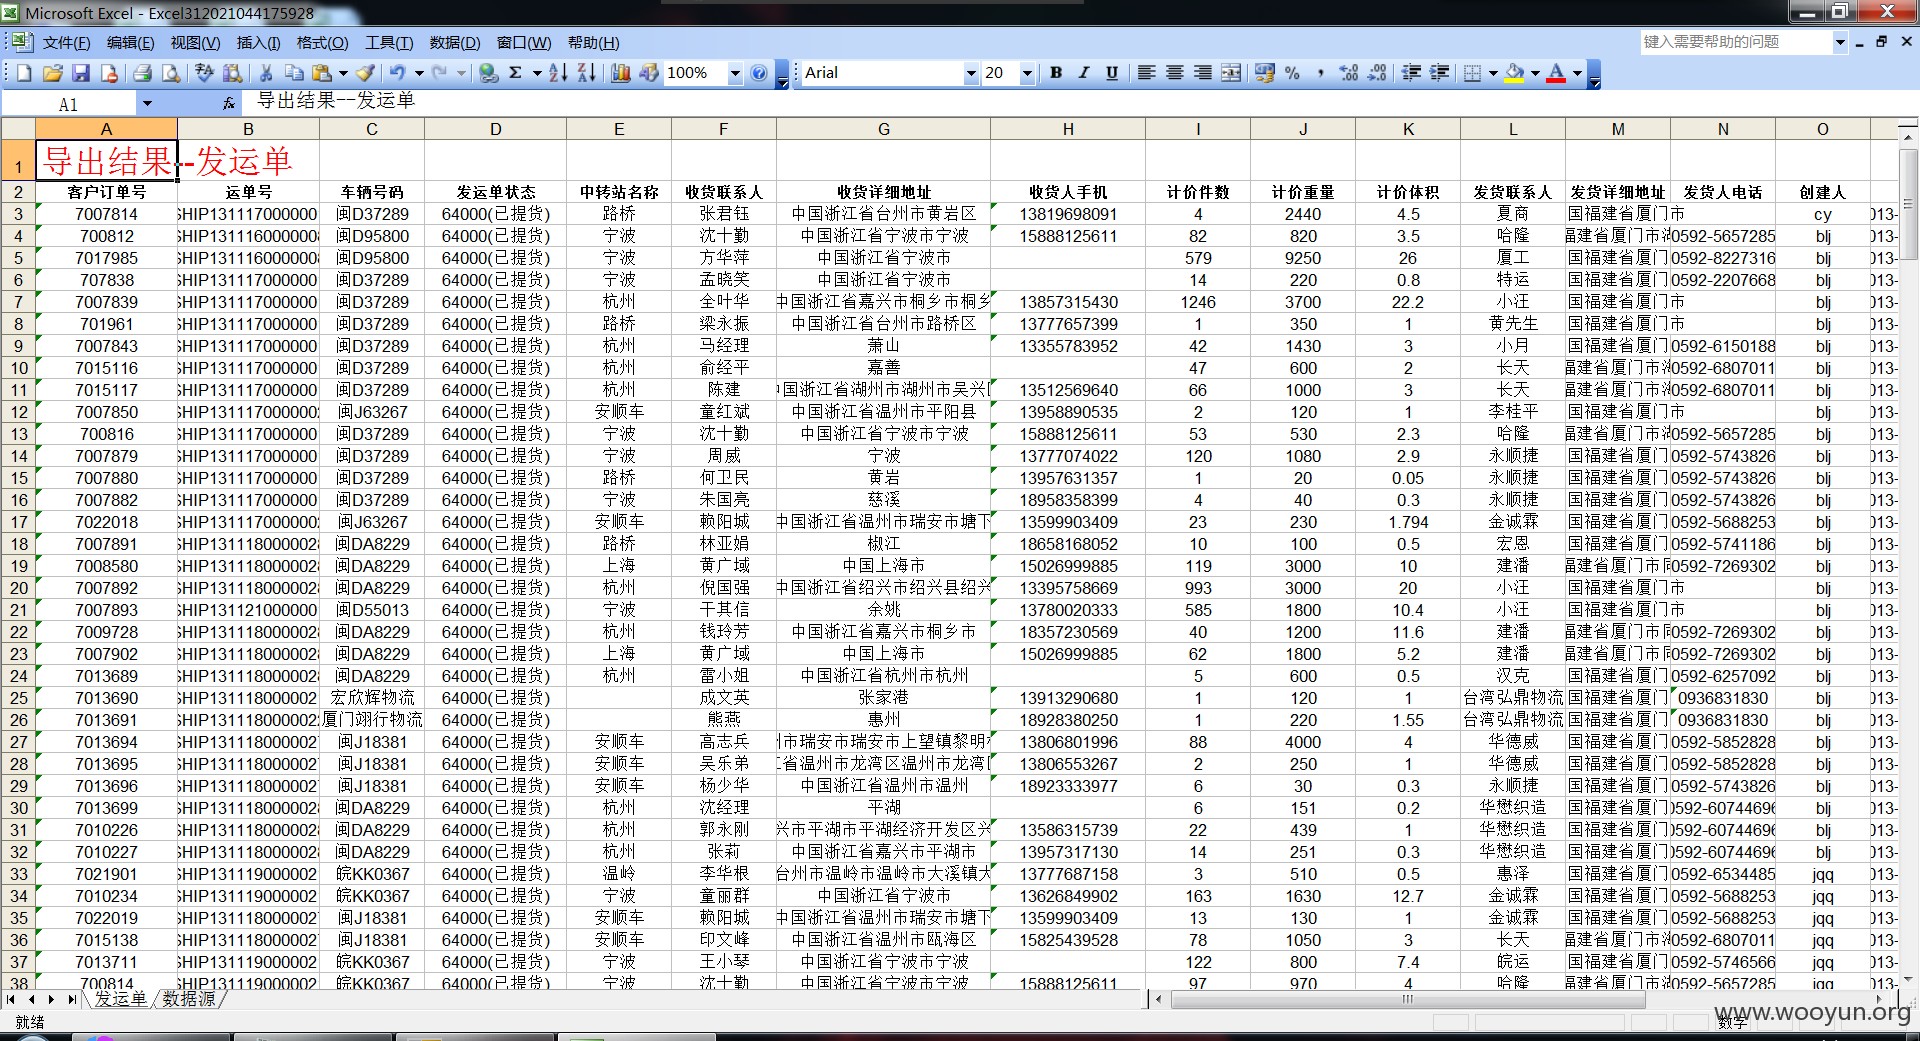 Microsoft Excel - Excel312021044175928
文件(F) 编辑(E) 视图(V) 插入(I) 格式(O) 工具(T) 数据(D) 窗口(W) 帮助(H) 键入需要帮助的问题
100% Arial 20
A1 fx 导出结果--发运单
A B C D E F G H I J K L M N O
1 导出结果--发运单
2 客户订单号 运单号 车辆号码 发运单状态 中转站名称 收货联系人 收货详细地址 收货人手机 计价件数 计价重量 计价体积 发货联系人 发货详细地址 发货人电话 创建人
3 7007814 SHIP131117000000 闽D37289 64000(已提货) 路桥 张君钰 中国浙江省台州市黄岩区 13819698091 4 2440 4.5 夏商 国福建省厦门市 cy 013-
4 700812 SHIP1311160000008 闽D95800 64000(已提货) 宁波 沈十勤 中国浙江省宁波市宁波 15888125611 82 820 3.5 哈隆 福建省厦门市 0592-5657285 blj 013-
5 7017985 SHIP1311160000008 闽D95800 64000(已提货) 宁波 方华萍 中国浙江省宁波市 579 9250 26 厦工 国福建省厦门 0592-8227316 blj 013-
6 707838 SHIP131117000000 闽D37289 64000(已提货) 宁波 孟晓笑 中国浙江省宁波市 14 220 0.8 特运 国福建省厦门 0592-2207668 blj 013-
7 7007839 SHIP131117000000 闽D37289 64000(已提货) 杭州 全叶华 中国浙江省嘉兴市桐乡市桐乡 13857315430 1246 3700 22.2 小汪 国福建省厦门市 blj 013-
8 701961 SHIP131117000000 闽D37289 64000(已提货) 路桥 梁永振 中国浙江省台州市路桥区 13777657399 1 350 1 黄先生 国福建省厦门市 blj 013-
9 7007843 SHIP131117000000 闽D37289 64000(已提货) 杭州 马经理 萧山 13355783952 42 1430 3 小月 国福建省厦门 0592-6150188 blj 013-
10 7015116 SHIP131117000000 闽D37289 64000(已提货) 杭州 俞经平 嘉善 47 600 2 长天 国福建省厦门 0592-6807011 blj 013-
11 7015117 SHIP131117000000 闽D37289 64000(已提货) 杭州 陈建 中国浙江省湖州市湖州市吴兴 13512569640 66 1000 3 长天 国福建省厦门 0592-6807011 blj 013-
12 7007850 SHIP1311170000002 闽J63267 64000(已提货) 安顺车 童红斌 中国浙江省温州市平阳县 13958890535 2 120 1 李桂平 国福建省厦门市 blj 013-
13 700816 SHIP131117000000 闽D37289 64000(已提货) 宁波 沈十勤 中国浙江省宁波市宁波 15888125611 53 530 2.3 哈隆 福建省厦门市 0592-5657285 blj 013-
14 7007879 SHIP131117000000 闽D37289 64000(已提货) 宁波 周威 宁波 13777074022 120 1080 2.9 永顺捷 国福建省厦门 0592-5743826 blj 013-
15 7007880 SHIP131117000000 闽D37289 64000(已提货) 路桥 何卫民 黄岩 13957631357 1 20 0.05 永顺捷 国福建省厦门 0592-5743826 blj 013-
16 7007882 SHIP131117000000 闽D37289 64000(已提货) 宁波 朱国亮 慈溪 18958358399 4 40 0.3 永顺捷 国福建省厦门 0592-5743826 blj 013-
17 7022018 SHIP1311170000002 闽J63267 64000(已提货) 安顺车 赖阳城 中国浙江省温州市瑞安市塘下 13599903409 23 230 1.794 金诚霖 国福建省厦门 0592-5688253 blj 013-
18 7007891 SHIP1311180000028 闽DA8229 64000(已提货) 路桥 林亚娟 椒江 18658168052 10 100 0.5 宏恩 国福建省厦门 0592-5741186 blj 013-
19 7008580 SHIP1311180000028 闽DA8229 64000(已提货) 上海 黄广域 中国上海市 15026999885 119 3000 10 建潘 福建省厦门市同 0592-7269302 blj 013-
20 7007892 SHIP1311180000028 闽DA8229 64000(已提货) 杭州 倪国强 中国浙江省绍兴市绍兴县绍兴 13395758669 993 3000 20 小汪 国福建省厦门市 blj 013-
21 7007893 SHIP131121000000 闽D55013 64000(已提货) 宁波 干其信 余姚 13780020333 585 1800 10.4 小汪 国福建省厦门市 blj 013-
22 7009728 SHIP1311180000028 闽DA8229 64000(已提货) 杭州 钱玲芳 中国浙江省嘉兴市桐乡市 18357230569 40 1200 11.6 建潘 福建省厦门市同 0592-7269302 blj 013-
23 7007902 SHIP1311180000028 闽DA8229 64000(已提货) 上海 黄广域 中国上海市 15026999885 62 1800 5.2 建潘 福建省厦门市同 0592-7269302 blj 013-
24 7013689 SHIP1311180000028 闽DA8229 64000(已提货) 杭州 雷小姐 中国浙江省杭州市杭州 5 600 0.5 汉克 国福建省厦门 0592-6257092 blj 013-
25 7013690 SHIP131118000002 宏欣辉物流 64000(已提货) 成文英 张家港 13913290680 1 120 1 台湾弘鼎物流 国福建省厦门 0936831830 blj 013-
26 7013691 SHIP1311180000022 厦门翊行物流 64000(已提货) 熊燕 惠州 18928380250 1 220 1.55 台湾弘鼎物流 国福建省厦门 0936831830 blj 013-
27 7013694 SHIP1311180000027 闽J18381 64000(已提货) 安顺车 高志兵 市瑞安市瑞安市上望镇黎明 13806801996 88 4000 4 华德威 国福建省厦门 0592-5852828 blj 013-
28 7013695 SHIP1311180000027 闽J18381 64000(已提货) 安顺车 吴乐弟 省温州市龙湾区温州市龙湾 13806553267 2 250 1 华德威 国福建省厦门 0592-5852828 blj 013-
29 7013696 SHIP1311180000027 闽J18381 64000(已提货) 安顺车 杨少华 中国浙江省温州市温州 18923333977 6 30 0.3 永顺捷 国福建省厦门 0592-5743826 blj 013-
30 7013699 SHIP1311180000028 闽DA8229 64000(已提货) 杭州 沈经理 平湖 6 151 0.2 华懋织造 国福建省厦门 0592-6074469 blj 013-
31 7010226 SHIP1311180000028 闽DA8229 64000(已提货) 杭州 郭永刚 兴市平湖市平湖经济开发区兴 13586315739 22 439 1 华懋织造 国福建省厦门 0592-6074469 blj 013-
32 7010227 SHIP1311180000028 闽DA8229 64000(已提货) 杭州 张莉 中国浙江省嘉兴市平湖市 13957317130 14 251 0.3 华懋织造 国福建省厦门 0592-6074469 blj 013-
33 7021901 SHIP131119000002 皖KK0367 64000(已提货) 温岭 李华根 台州市温岭市温岭市大溪镇大 13777687158 3 510 0.5 惠泽 国福建省厦门 0592-6534485 jqq 013-
34 7010234 SHIP131119000002 皖KK0367 64000(已提货) 宁波 童丽群 中国浙江省宁波市 13626849902 163 1630 12.7 金诚霖 国福建省厦门 0592-5688253 jqq 013-
35 7022019 SHIP1311180000027 闽J18381 64000(已提货) 安顺车 赖阳城 中国浙江省温州市瑞安市塘下 13599903409 13 130 1 金诚霖 国福建省厦门 0592-5688253 jqq 013-
36 7015138 SHIP1311180000027 闽J18381 64000(已提货) 安顺车 印文峰 中国浙江省温州市瓯海区 15825439528 78 1050 3 长天 福建省厦门市 0592-6807011 jqq 013-
37 7013711 SHIP131119000002 皖KK0367 64000(已提货) 宁波 王小琴 中国浙江省宁波市宁波 122 800 7.4 皖运 国福建省厦门 0592-5746566 jqq 013-
38 700814 SHIP131119000002 皖KK0367 64000(已提货) 宁波 沈十勤 中国浙江省宁波市宁波 15888125611 97 970 4 哈隆 福建省厦门市 0592-5657285 jqq 013-
发运单 数据源
就绪 数字
www.wooyun.org